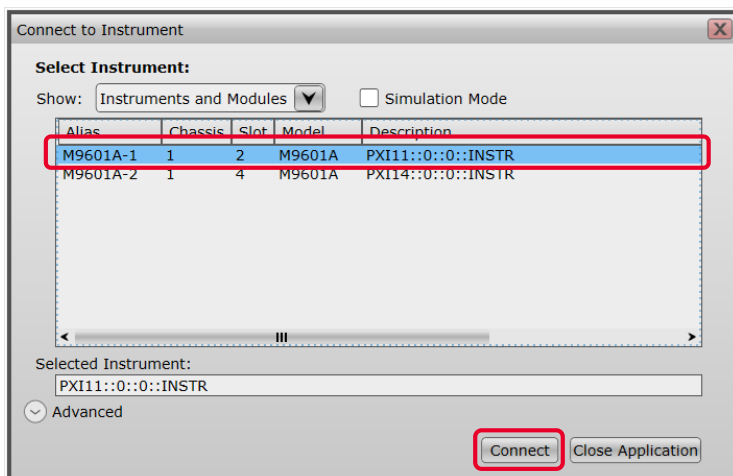 Connect to Instrument
Select Instrument:
Show: Instruments and Modules Simulation Mode
Alias Chassis Slot Model Description
M9601A-1 1 2 M9601A PXI11::0::0::INSTR
M9601A-2 1 4 M9601A PXI14::0::0::INSTR
Selected Instrument:
PXI11::0::0::INSTR
Advanced
Connect Close Application